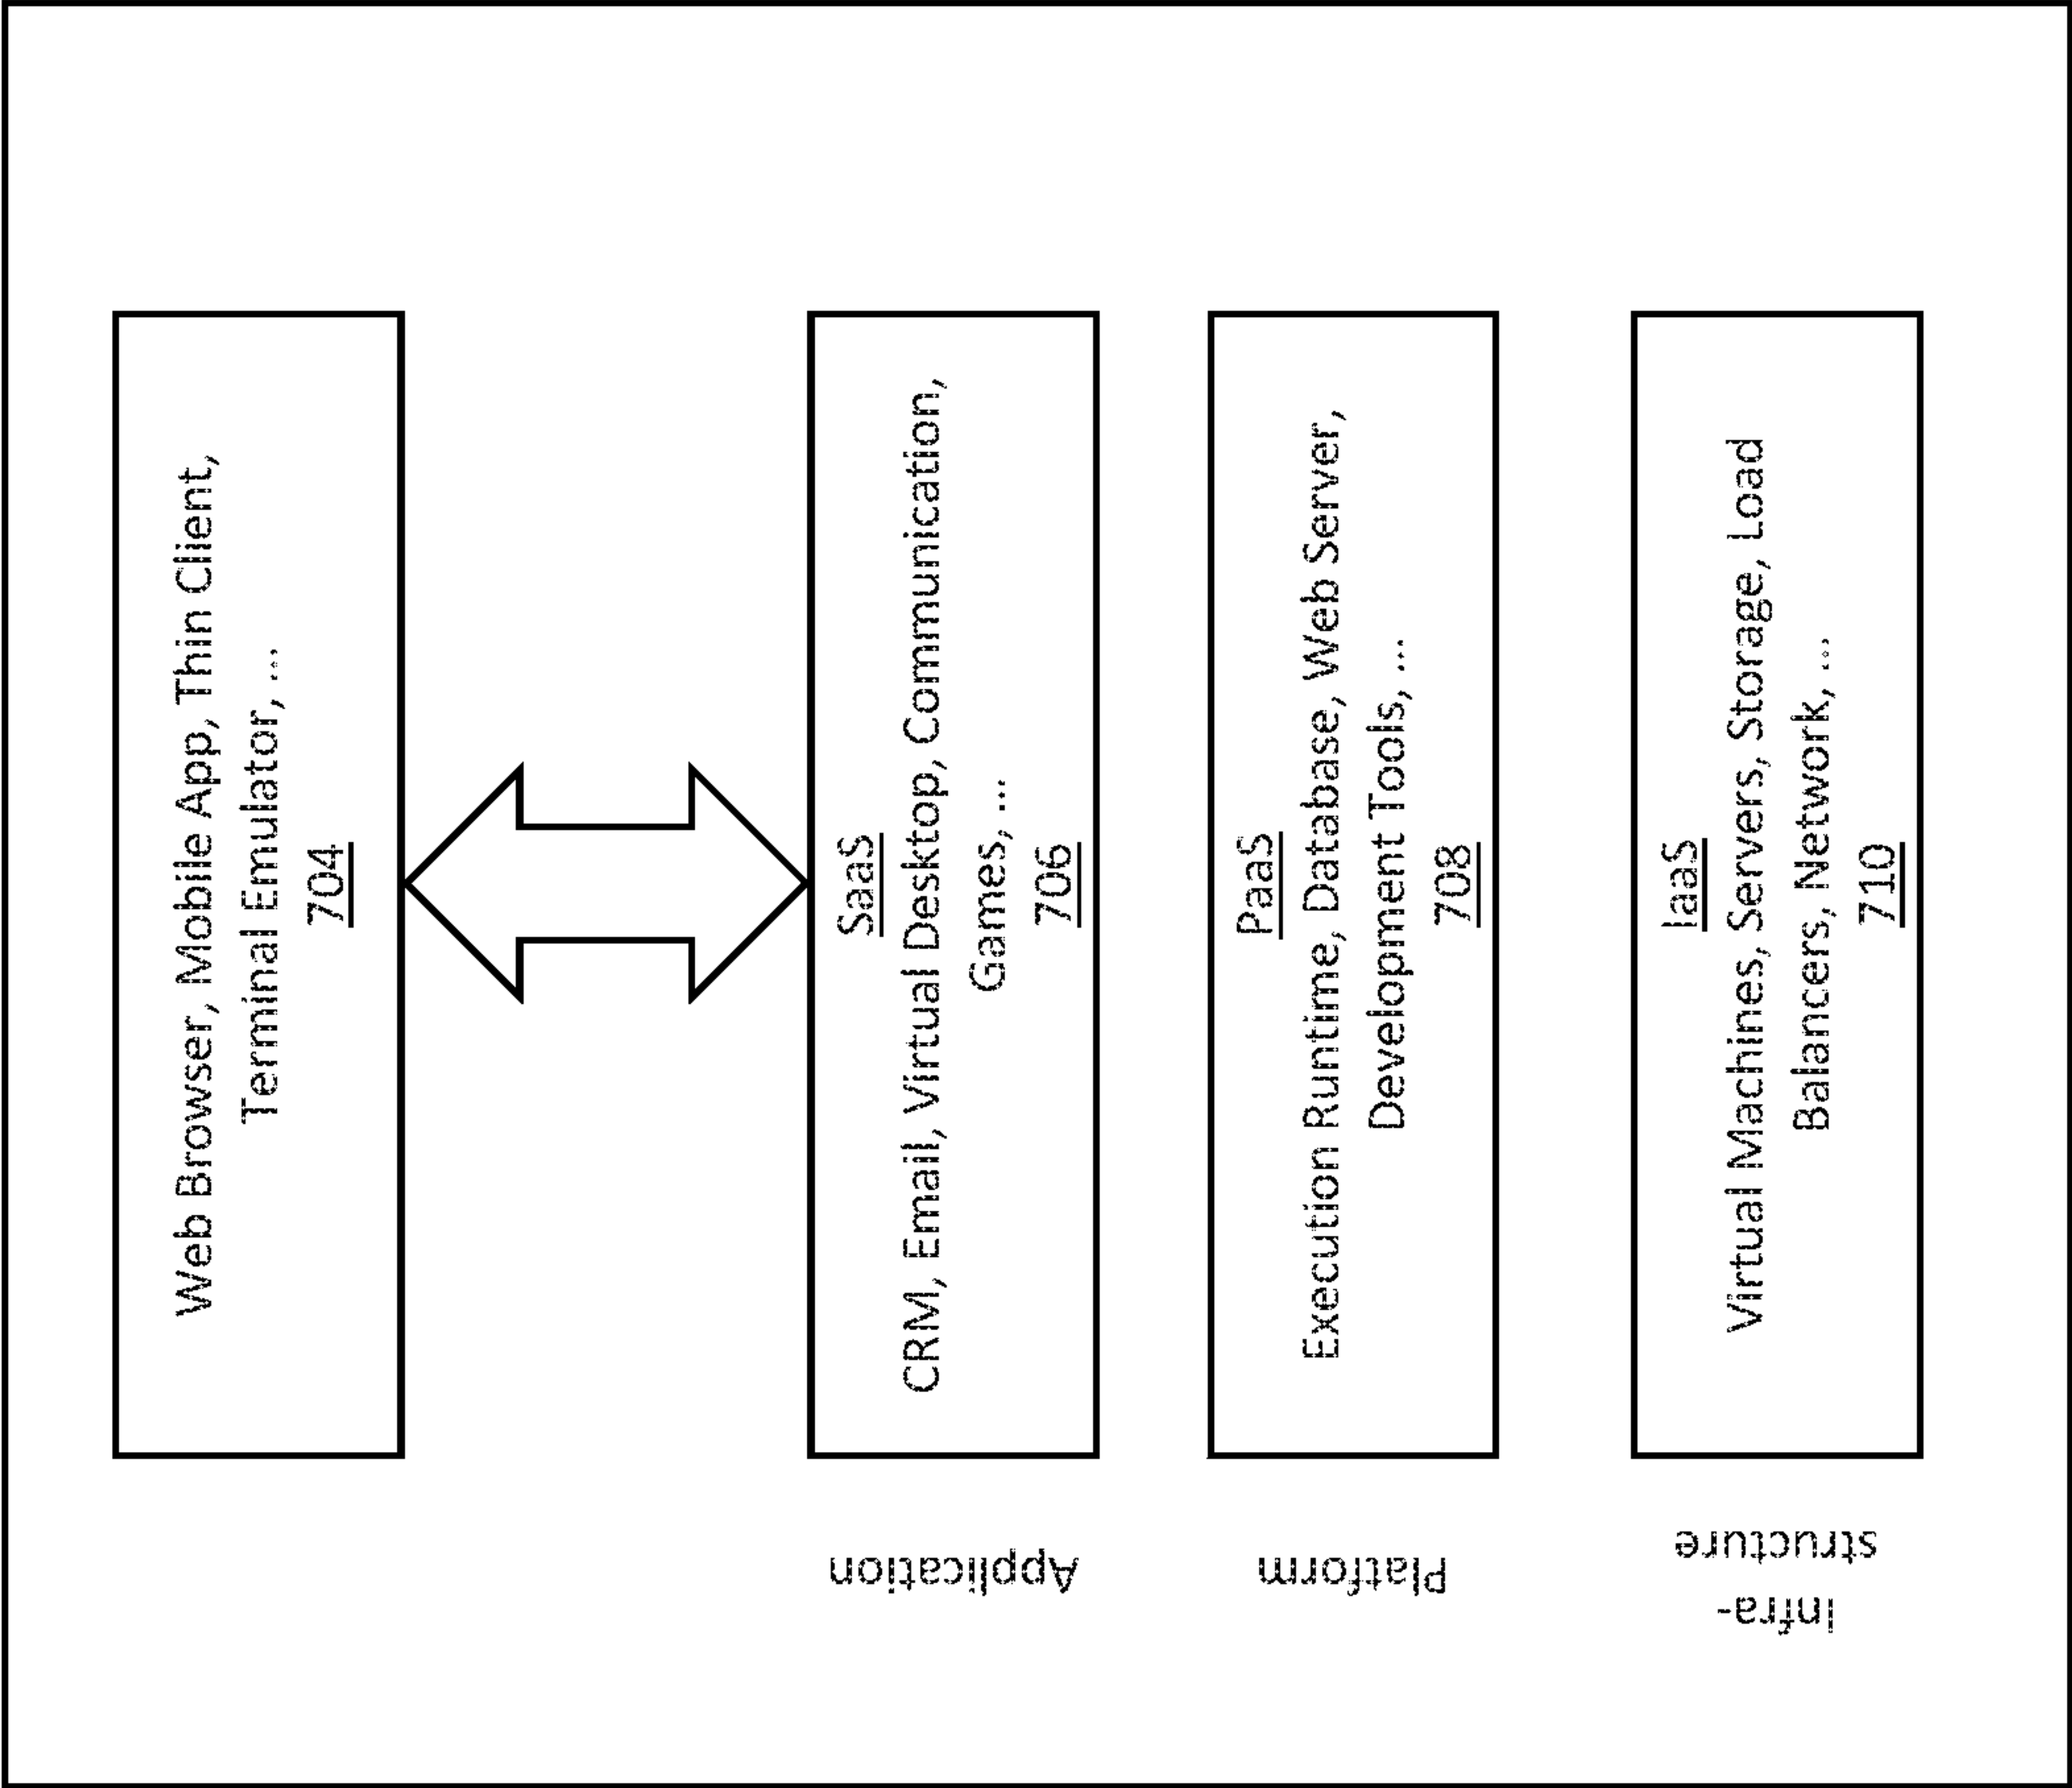 Web Browser, Mobile App, Thin Client,
Terminal Emulator, ...
704
SaaS
CRM, Email, Virtual Desktop, Communication,
Games, ...
706
Application
PaaS
Execution Runtime, Database, Web Server,
Development Tools, ...
708
Platform
IaaS
Virtual Machines, Servers, Storage, Load
Balancers, Network, ...
710
Infra-
structure